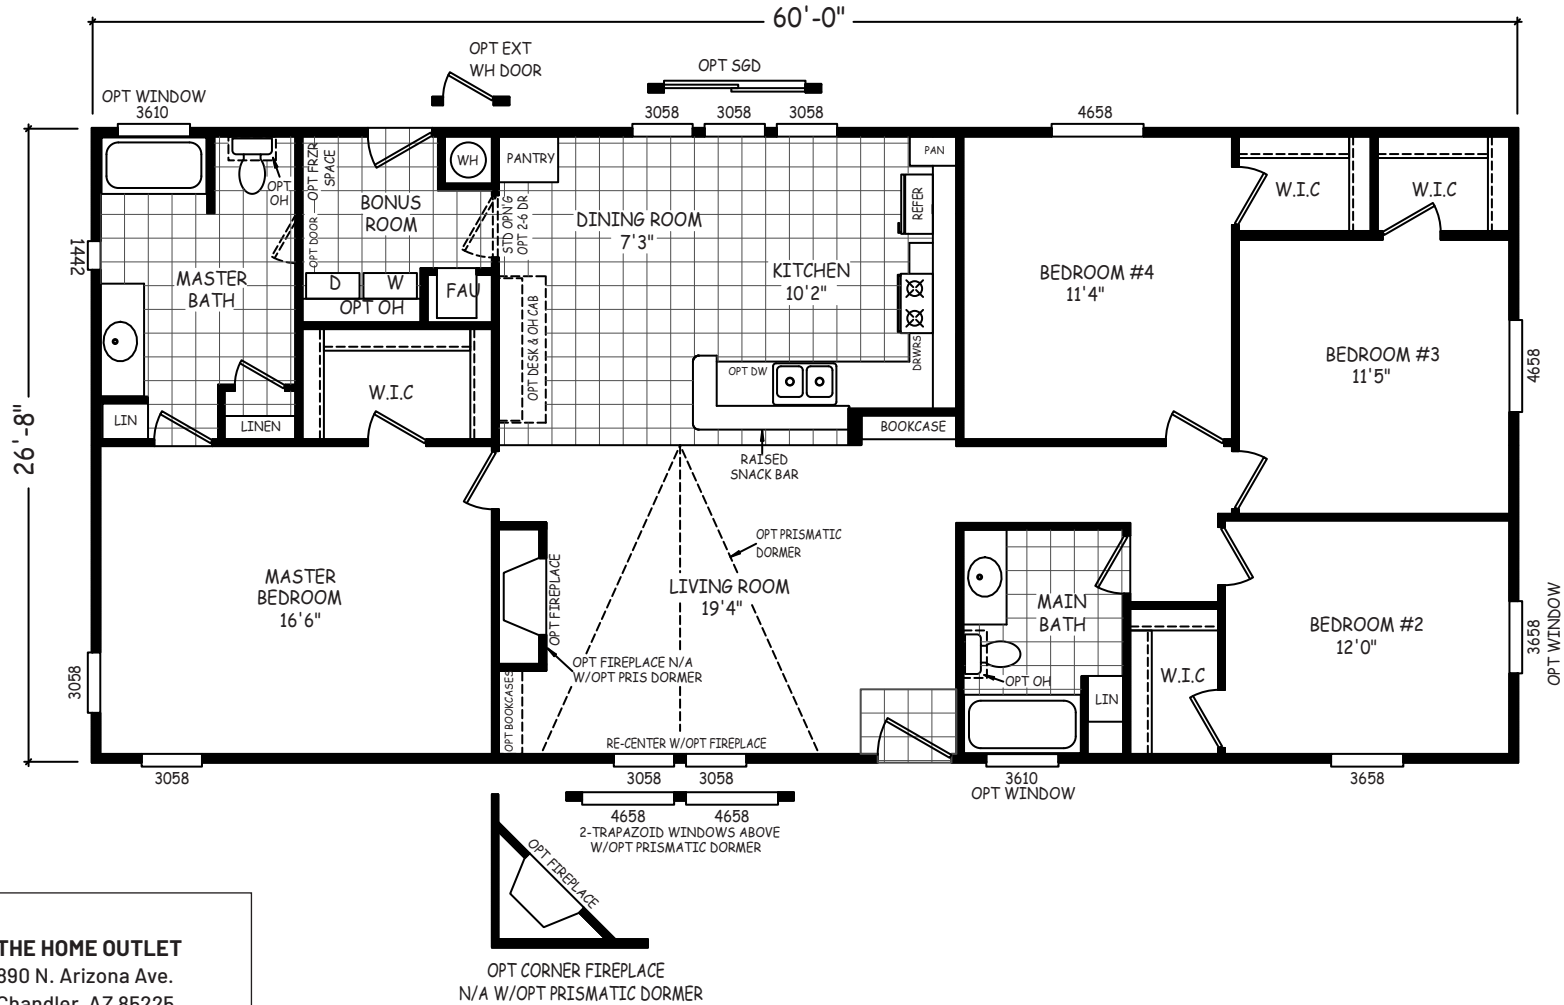 60'-0"
OPT EXT
WH DOOR
OPT SGD
OPT WINDOW
3610
3058
3058
3058
4658
26'-8"
1442
OPT
OH
OPT DOOR
OPT FRZR
SPACE
WH
BONUS
ROOM
PANTRY
STD OPN'G
OPT 2-6 DR
DINING ROOM
7'3"
PAN
REFER
KITCHEN
10'2"
BEDROOM #4
11'4"
W.I.C
W.I.C
MASTER
BATH
D
W
OPT OH
FAU
OPT DESK & OH CAB
DRWRS
OPT DW
BEDROOM #3
11'5"
4658
W.I.C
LIN
LINEN
BOOKCASE
RAISED
SNACK BAR
OPT PRISMATIC
DORMER
MASTER
BEDROOM
16'6"
OPT FIREPLACE
LIVING ROOM
19'4"
MAIN
BATH
BEDROOM #2
12'0"
3658
OPT WINDOW
3058
OPT FIREPLACE N/A
W/OPT PRIS DORMER
OPT OH
W.I.C
LIN
OPT BOOKCASES
RE-CENTER W/OPT FIREPLACE
3058
3058
3058
3610
OPT WINDOW
3658
4658
4658
2-TRAPAZOID WINDOWS ABOVE
W/OPT PRISMATIC DORMER
OPT FIREPLACE
OPT CORNER FIREPLACE
N/A W/OPT PRISMATIC DORMER
THE HOME OUTLET
890 N. Arizona Ave.
Chandler, AZ 85225